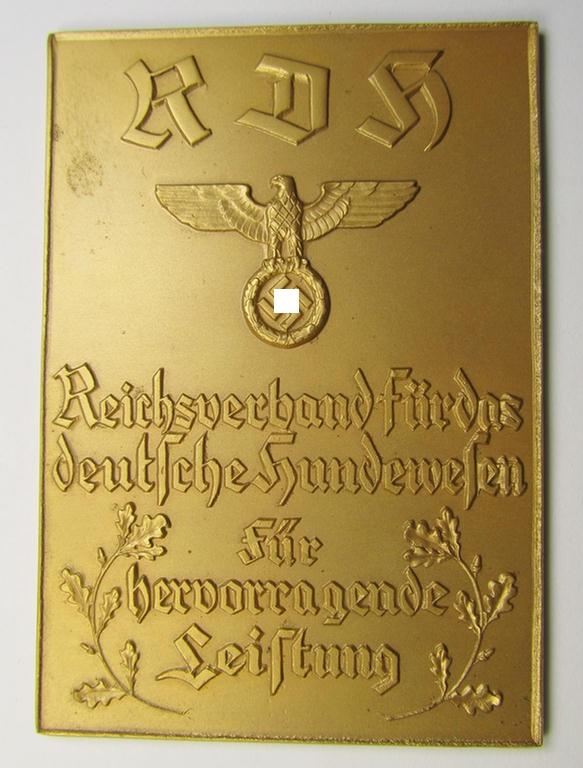 RDH
Reichsverband für das
deutſche Hundeweſen
Für
hervorragende
Leiſtung